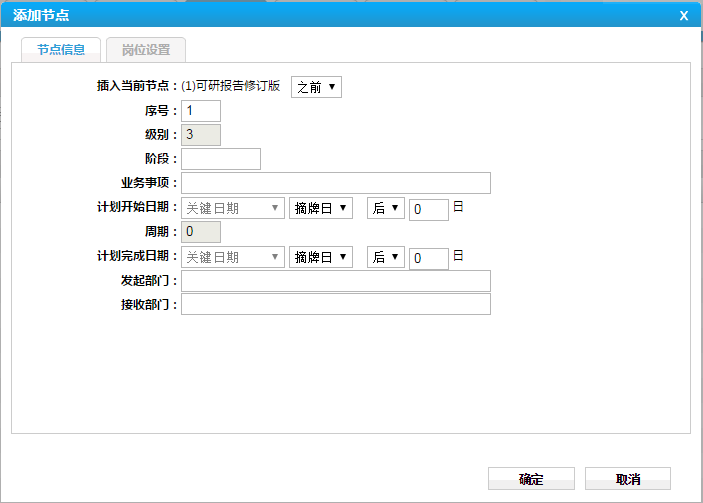 添加节点 X
节点信息 岗位设置
插入当前节点：(1)可研报告修订版 之前
序号：1
级别：3
阶段：
业务事项：
计划开始日期：关键日期 摘牌日 后 0 日
周期：0
计划完成日期：关键日期 摘牌日 后 0 日
发起部门：
接收部门：
确定 取消